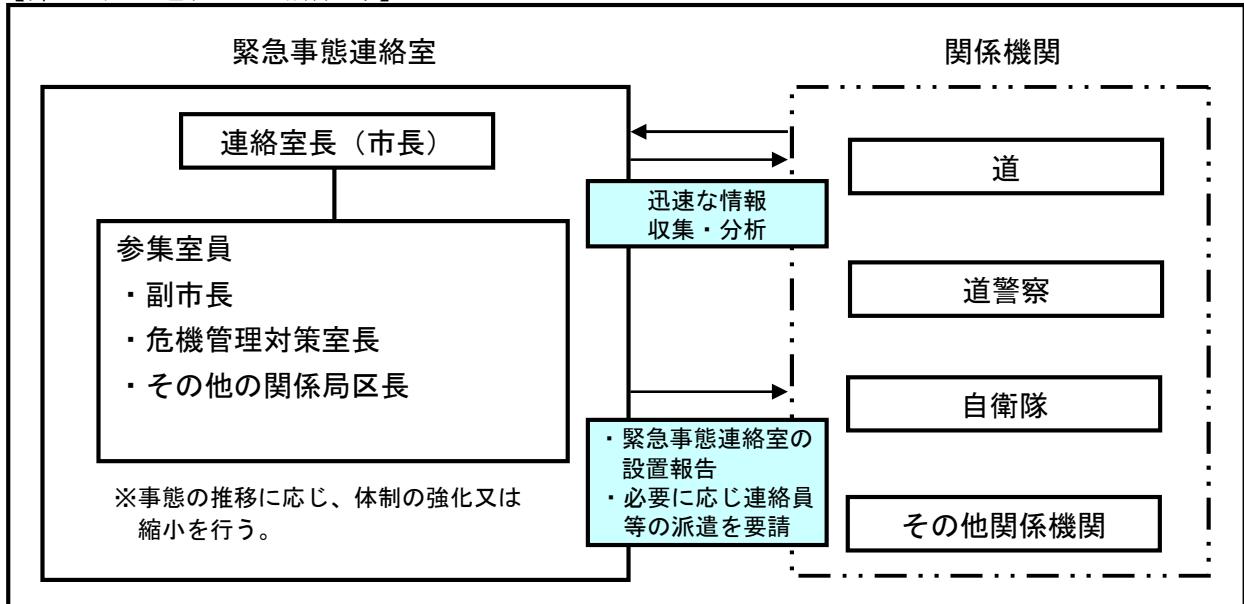 緊急事態連絡室
関係機関
連絡室長（市長）
参集室員
・副市長
・危機管理対策室長
・その他の関係局区長
※事態の推移に応じ、体制の強化又は
縮小を行う。
迅速な情報
収集・分析
・緊急事態連絡室の
設置報告
・必要に応じ連絡員
等の派遣を要請
道
道警察
自衛隊
その他関係機関